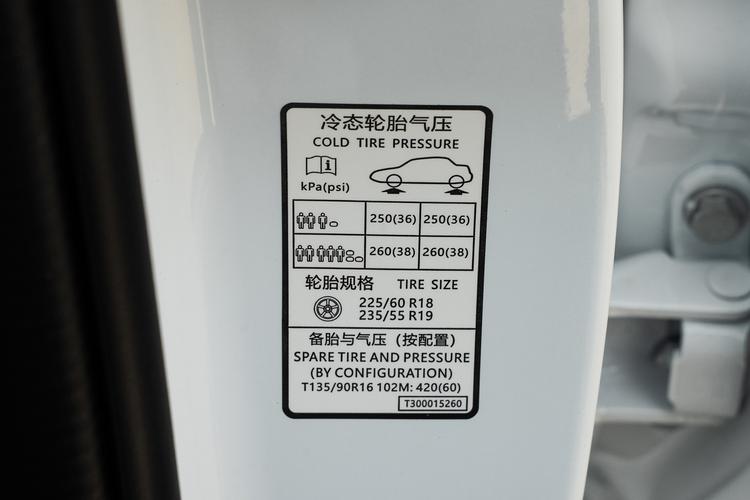 冷态轮胎气压
COLD TIRE PRESSURE
i
kPa(psi)
250(36) 250(36)
260(38) 260(38)
轮胎规格 TIRE SIZE
225/60 R18
235/55 R19
备胎与气压（按配置）
SPARE TIRE AND PRESSURE
(BY CONFIGURATION)
T135/90R16 102M: 420(60)
T300015260